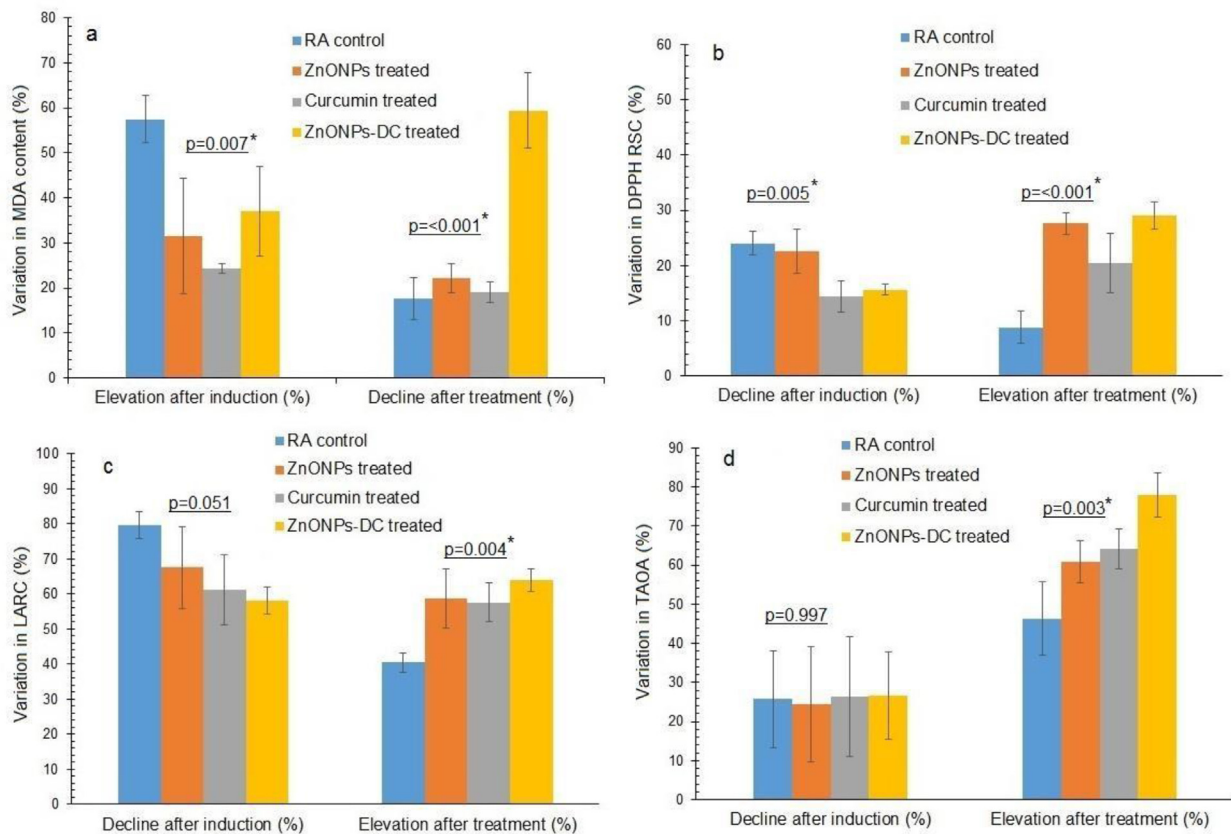 a
Variation in MDA content (%)
80
70
60
50
40
30
20
10
0
RA control
ZnONPs treated
Curcumin treated
ZnONPs-DC treated
p=0.007*
p=<0.001*
Elevation after induction (%)
Decline after treatment (%)
b
Variation in DPPH RSC (%)
60
50
40
30
20
10
0
RA control
ZnONPs treated
Curcumin treated
ZnONPs-DC treated
p=0.005*
p=<0.001*
Decline after induction (%)
Elevation after treatment (%)
c
Variation in LARC (%)
100
90
80
70
60
50
40
30
20
10
0
RA control
ZnONPs treated
Curcumin treated
ZnONPs-DC treated
p=0.051
p=0.004*
Decline after induction (%)
Elevation after treatment (%)
d
Variation in TAOA (%)
90
80
70
60
50
40
30
20
10
0
RA control
ZnONPs treated
Curcumin treated
ZnONPs-DC treated
p=0.997
p=0.003*
Decline after induction (%)
Elevation after treatment (%)